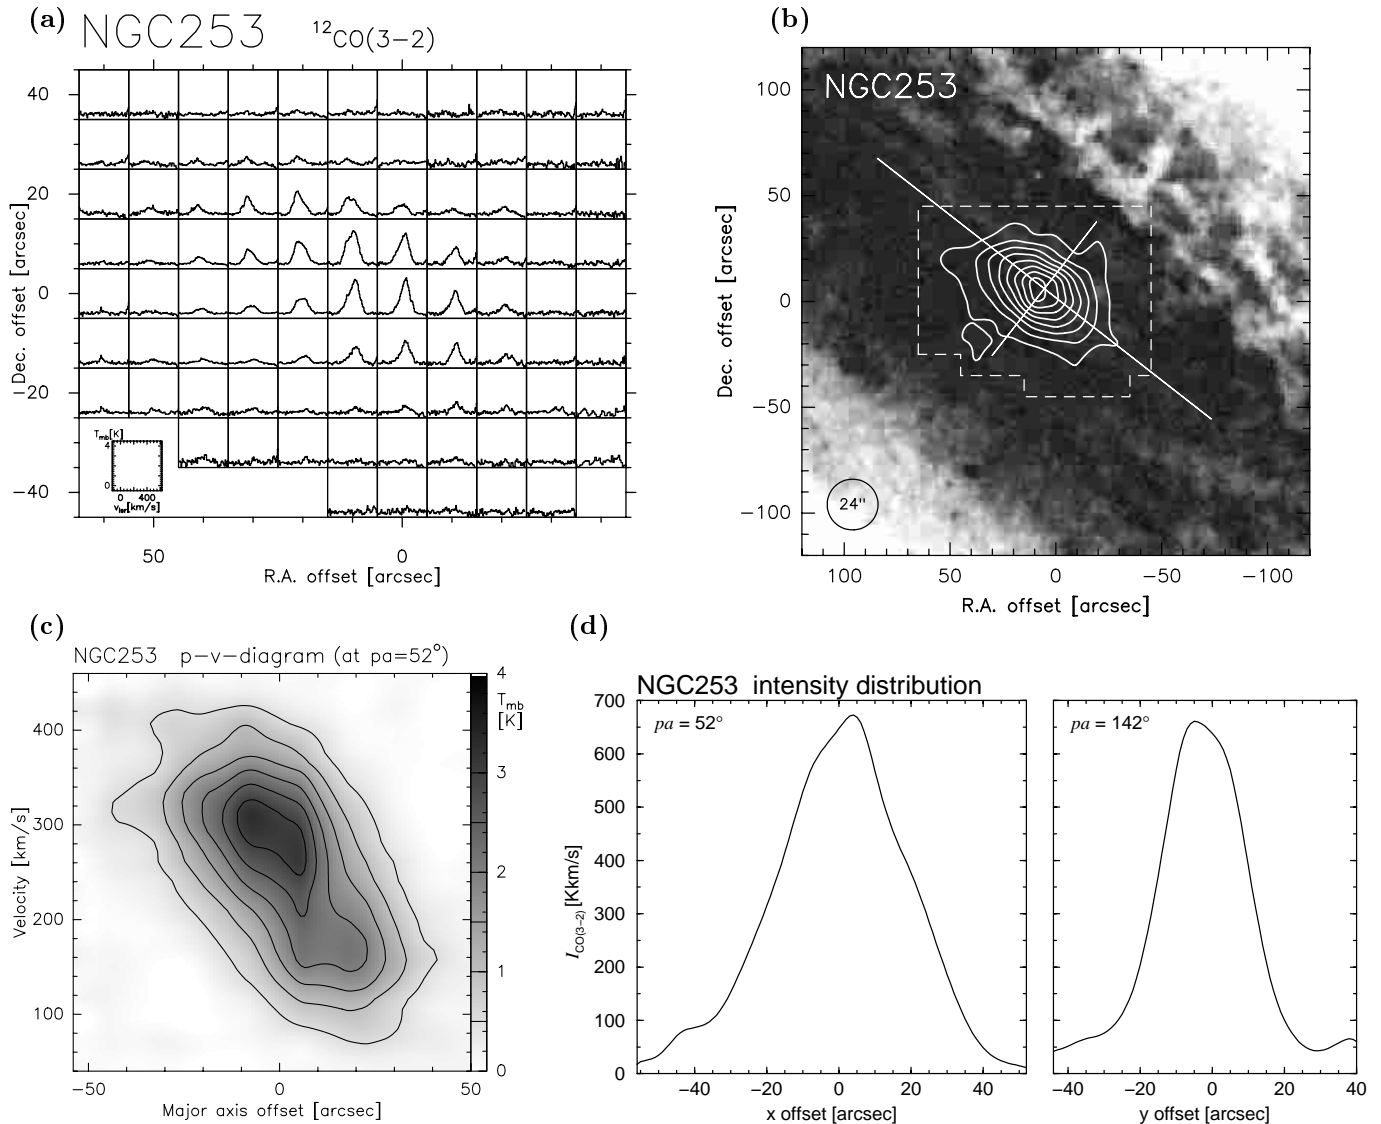 (a)
NGC253 ¹²CO(3−2)
Dec. offset [arcsec]
40
20
0
−20
−40
T_mb[K]
4
0
0 400
v_lsr[km/s]
50 0
R.A. offset [arcsec]
(b)
NGC253
Dec. offset [arcsec]
100
50
0
−50
−100
24"
100 50 0 −50 −100
R.A. offset [arcsec]
(c)
NGC253 p−v−diagram (at pa=52°)
Velocity [km/s]
400
300
200
100
−50 0 50
Major axis offset [arcsec]
4
T_mb
[K]
3
2
1
0
(d)
NGC253 intensity distribution
pa = 52°
I_CO(3−2) [Kkm/s]
700
600
500
400
300
200
100
0
−40 −20 0 20 40
x offset [arcsec]
pa = 142°
−40 −20 0 20 40
y offset [arcsec]